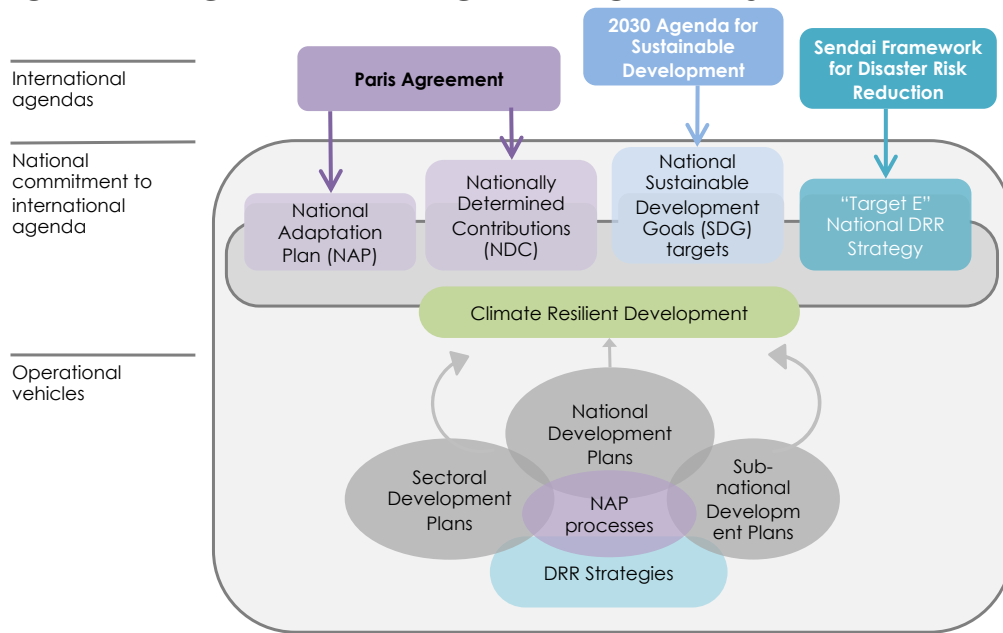 International
agendas
Paris Agreement
2030 Agenda for
Sustainable
Development
Sendai Framework
for Disaster Risk
Reduction
National
commitment to
international
agenda
National
Adaptation
Plan (NAP)
Nationally
Determined
Contributions
(NDC)
National
Sustainable
Development
Goals (SDG)
targets
“Target E”
National DRR
Strategy
Climate Resilient Development
Operational
vehicles
National
Development
Plans
Sectoral
Development
Plans
NAP
processes
Sub-
national
Developm
ent Plans
DRR Strategies